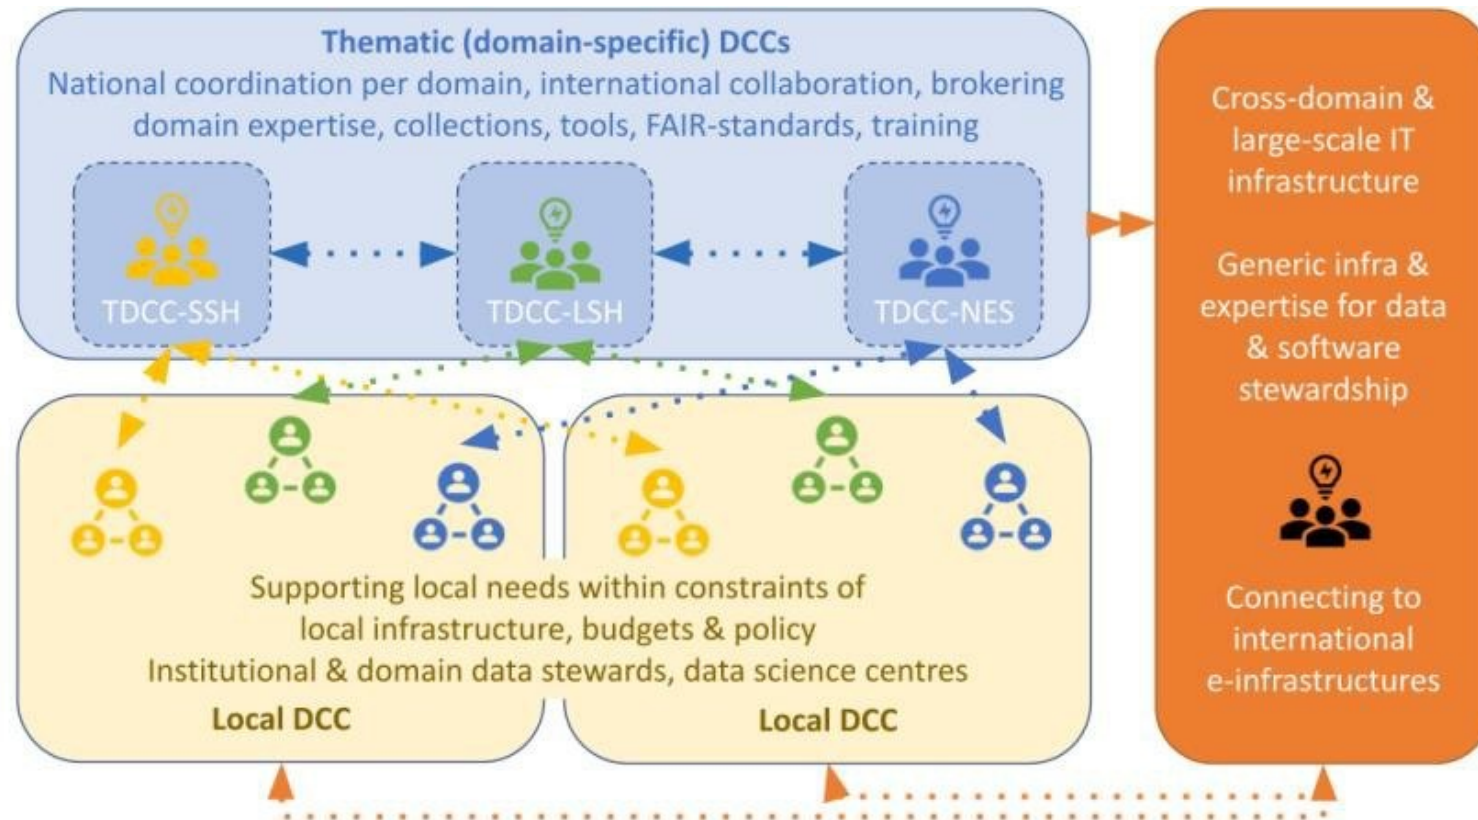 Thematic (domain-specific) DCCs
National coordination per domain, international collaboration, brokering
domain expertise, collections, tools, FAIR-standards, training
TDCC-SSH
TDCC-LSH
TDCC-NES
Supporting local needs within constraints of
local infrastructure, budgets & policy
Institutional & domain data stewards, data science centres
Local DCC
Local DCC
Cross-domain &
large-scale IT
infrastructure
Generic infra &
expertise for data
& software
stewardship
Connecting to
international
e-infrastructures